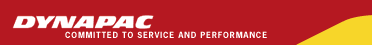 DYNAPAC
COMMITTED TO SERVICE AND PERFORMANCE